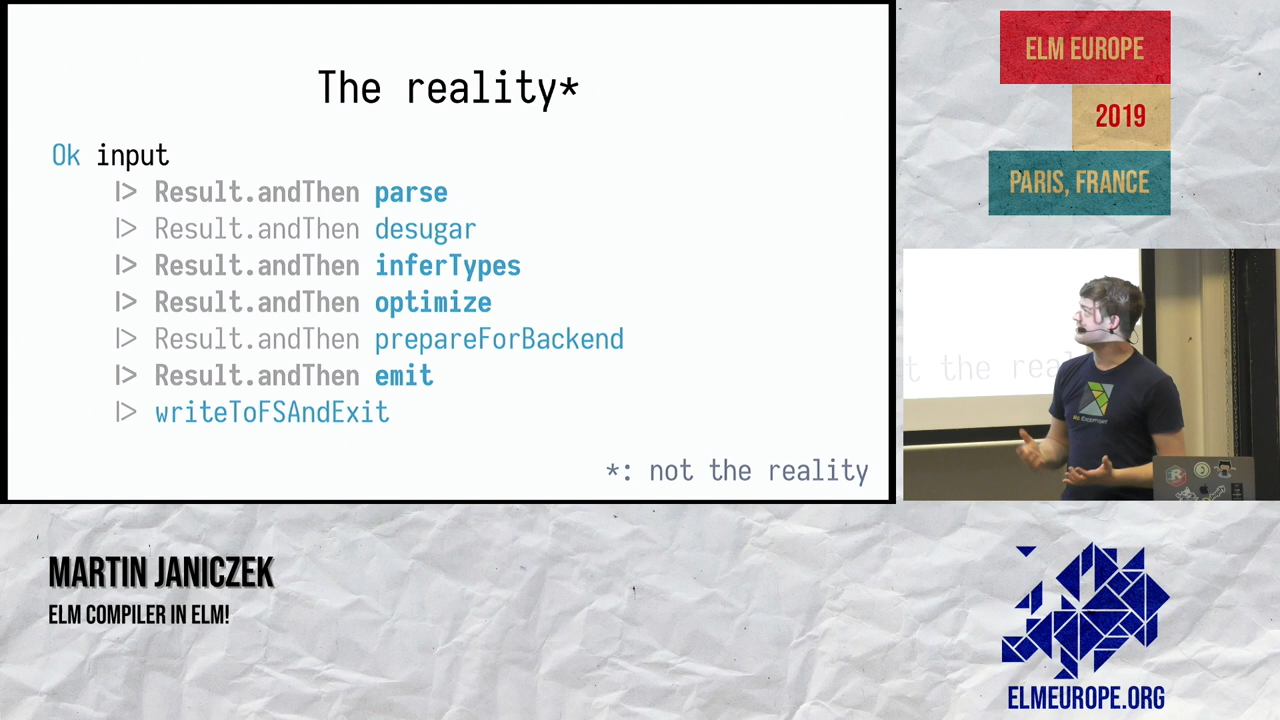 The reality*
Ok input
|> Result.andThen parse
|> Result.andThen desugar
|> Result.andThen inferTypes
|> Result.andThen optimize
|> Result.andThen prepareForBackend
|> Result.andThen emit
|> writeToFSAndExit
*: not the reality
ELM EUROPE
2019
PARIS, FRANCE
t the rea
MARTIN JANICZEK
ELM COMPILER IN ELM!
ELMEUROPE.ORG